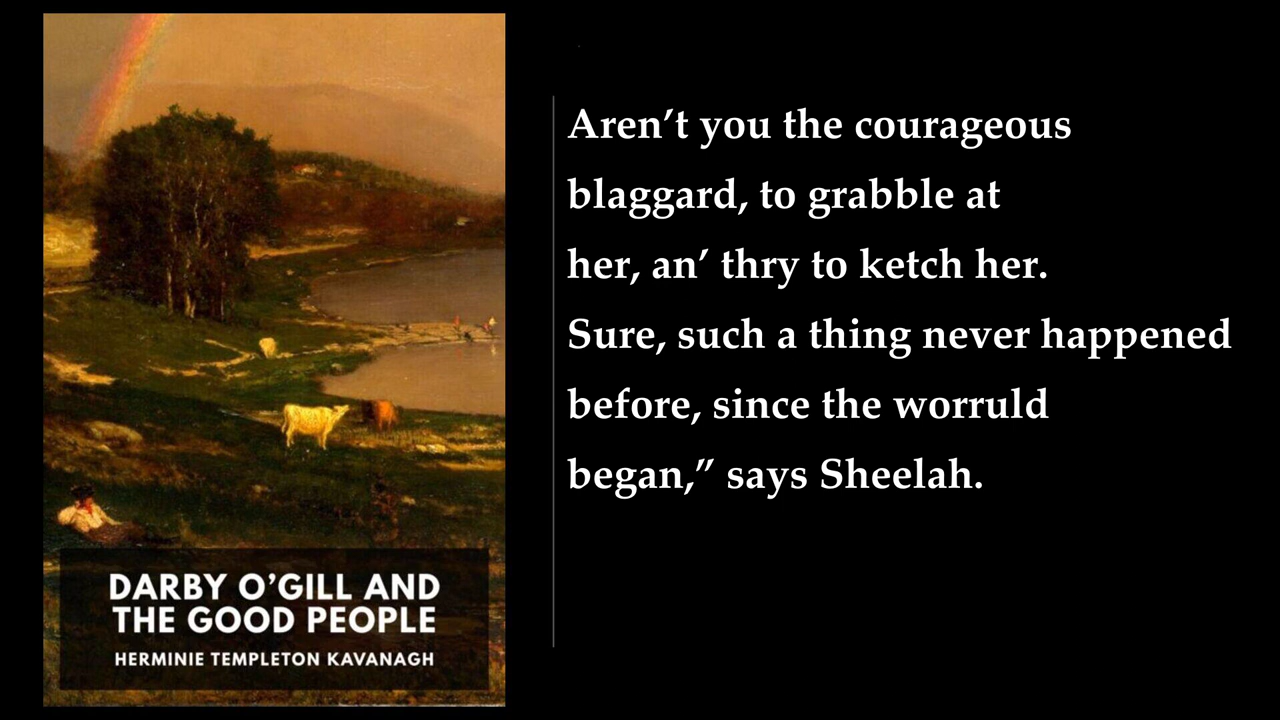 Aren’t you the courageous
blaggard, to grabble at
her, an’ thry to ketch her.
Sure, such a thing never happened
before, since the worruld
began,” says Sheelah.
DARBY O’GILL AND
THE GOOD PEOPLE
HERMINIE TEMPLETON KAVANAGH